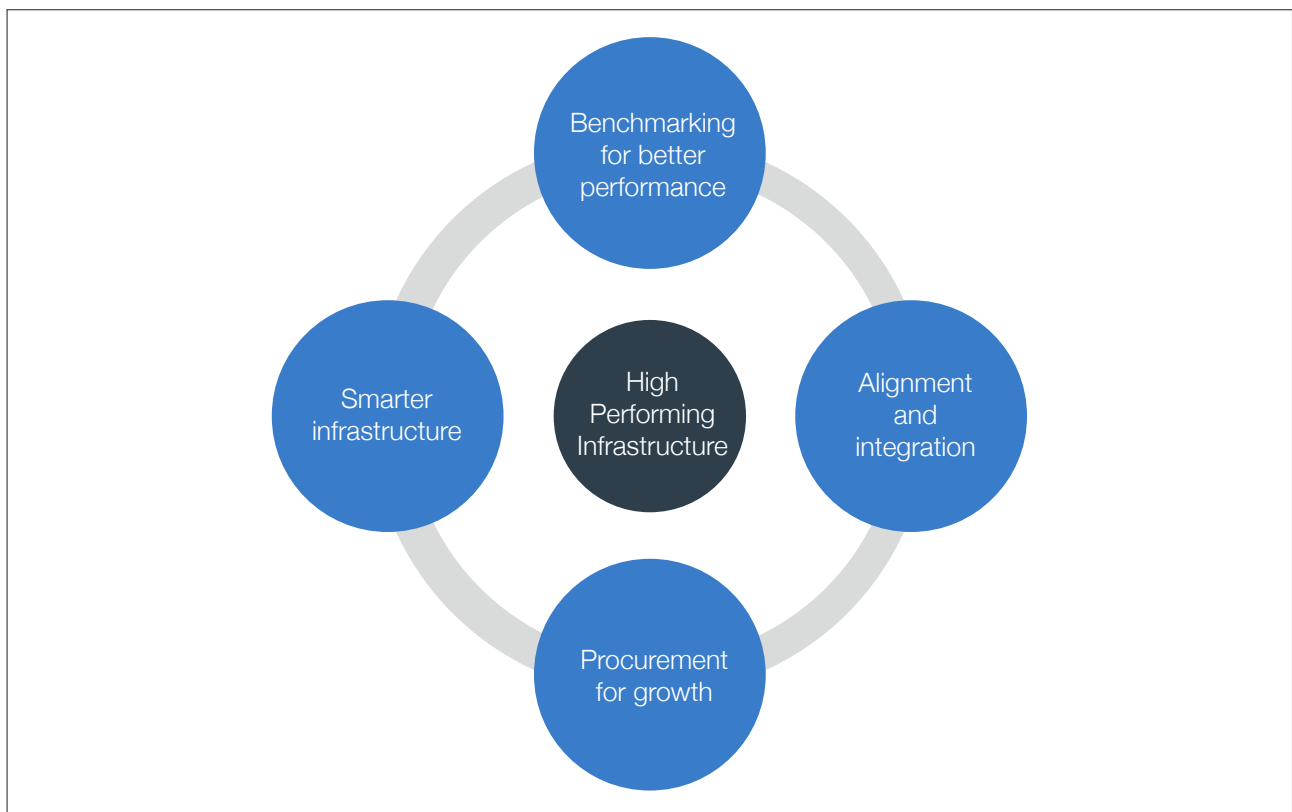 Benchmarking
for better
performance
Smarter
infrastructure
High
Performing
Infrastructure
Alignment
and
integration
Procurement
for growth